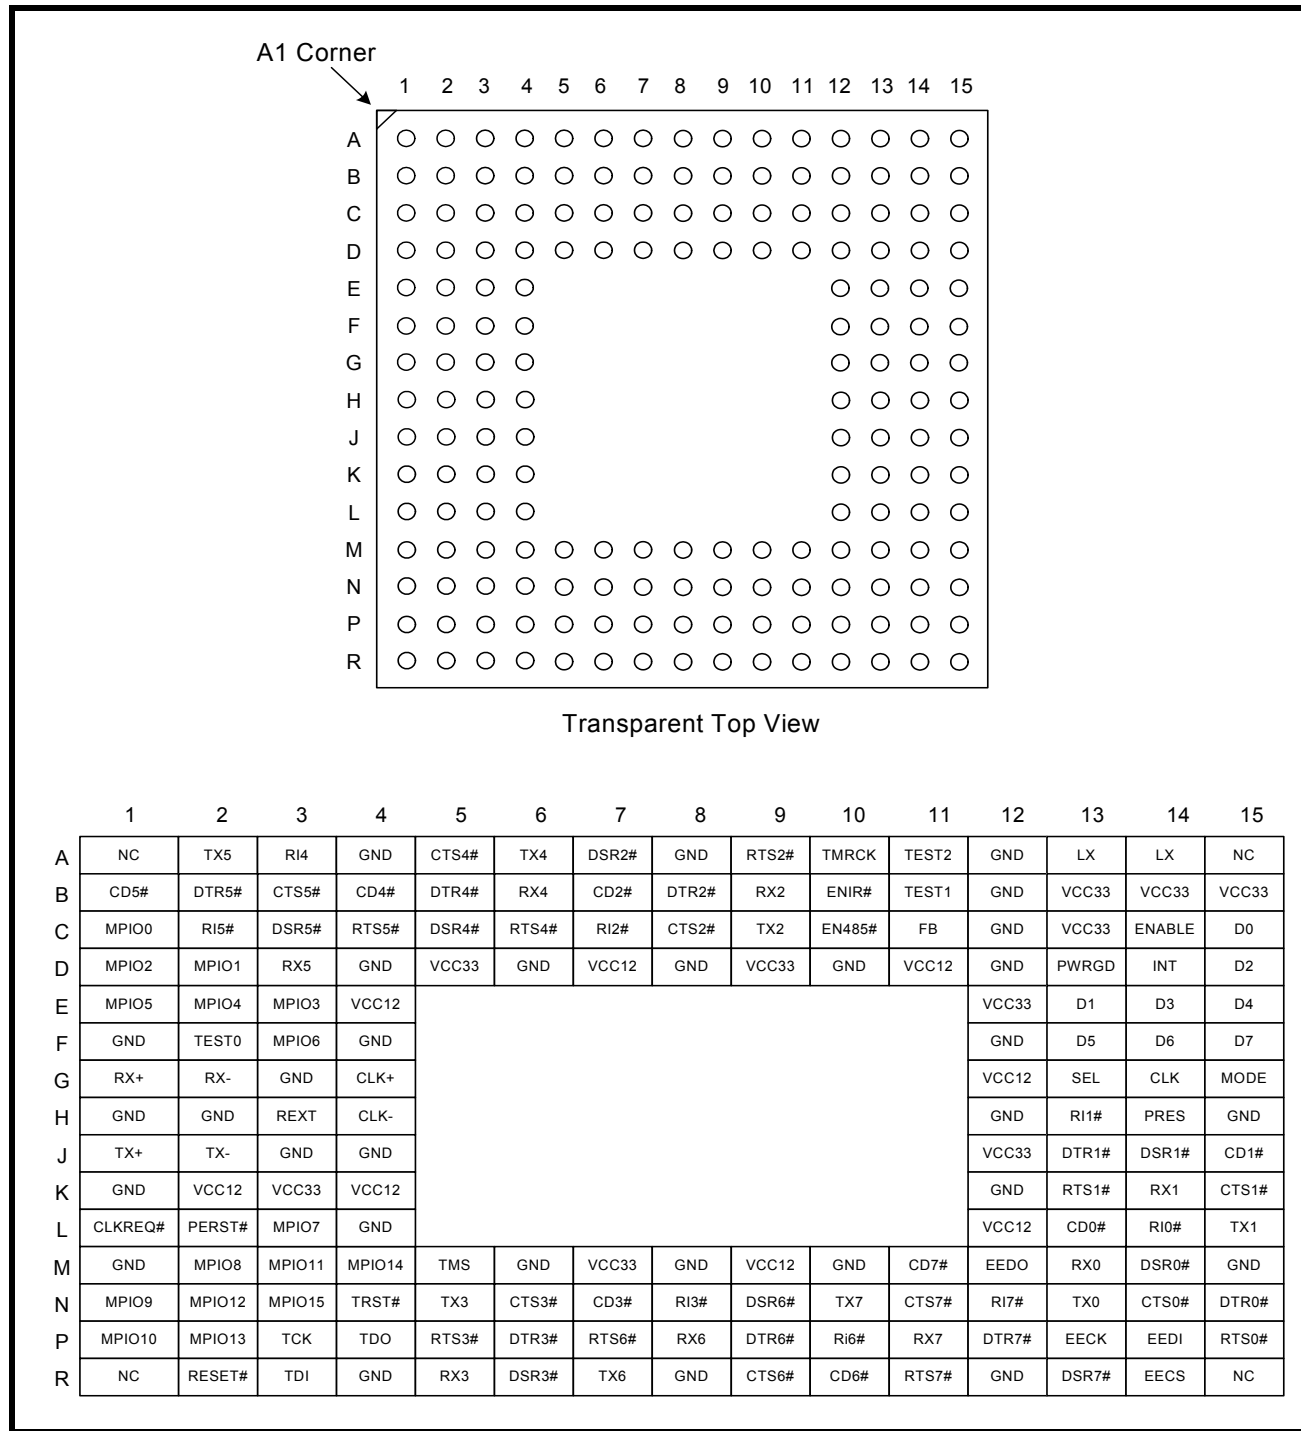 A1 Corner
1 2 3 4 5 6 7 8 9 10 11 12 13 14 15
A
B
C
D
E
F
G
H
J
K
L
M
N
P
R
Transparent Top View
1 2 3 4 5 6 7 8 9 10 11 12 13 14 15
A NC TX5 RI4 GND CTS4# TX4 DSR2# GND RTS2# TMRCK TEST2 GND LX LX NC
B CD5# DTR5# CTS5# CD4# DTR4# RX4 CD2# DTR2# RX2 ENIR# TEST1 GND VCC33 VCC33 VCC33
C MPIO0 RI5# DSR5# RTS5# DSR4# RTS4# RI2# CTS2# TX2 EN485# FB GND VCC33 ENABLE D0
D MPIO2 MPIO1 RX5 GND VCC33 GND VCC12 GND VCC33 GND VCC12 GND PWRGD INT D2
E MPIO5 MPIO4 MPIO3 VCC12 VCC33 D1 D3 D4
F GND TEST0 MPIO6 GND GND D5 D6 D7
G RX+ RX- GND CLK+ VCC12 SEL CLK MODE
H GND GND REXT CLK- GND RI1# PRES GND
J TX+ TX- GND GND VCC33 DTR1# DSR1# CD1#
K GND VCC12 VCC33 VCC12 GND RTS1# RX1 CTS1#
L CLKREQ# PERST# MPIO7 GND VCC12 CD0# RI0# TX1
M GND MPIO8 MPIO11 MPIO14 TMS GND VCC33 GND VCC12 GND CD7# EEDO RX0 DSR0# GND
N MPIO9 MPIO12 MPIO15 TRST# TX3 CTS3# CD3# RI3# DSR6# TX7 CTS7# RI7# TX0 CTS0# DTR0#
P MPIO10 MPIO13 TCK TDO RTS3# DTR3# RTS6# RX6 DTR6# Ri6# RX7 DTR7# EECK EEDI RTS0#
R NC RESET# TDI GND RX3 DSR3# TX6 GND CTS6# CD6# RTS7# GND DSR7# EECS NC